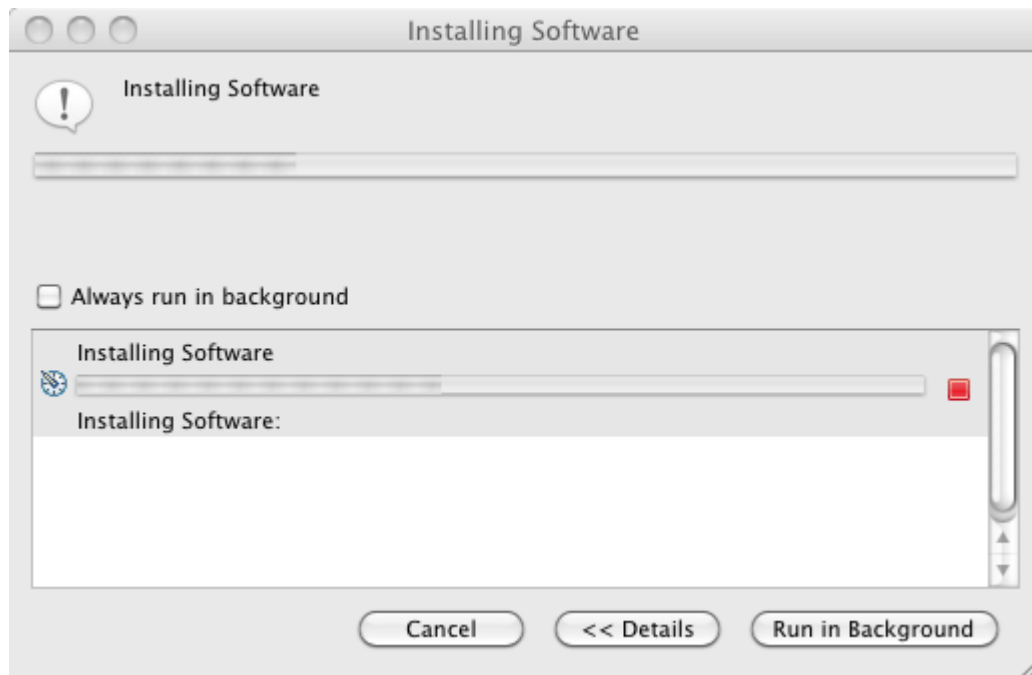 Installing Software
Installing Software
Always run in background
Installing Software
Installing Software:
Cancel
<< Details
Run in Background